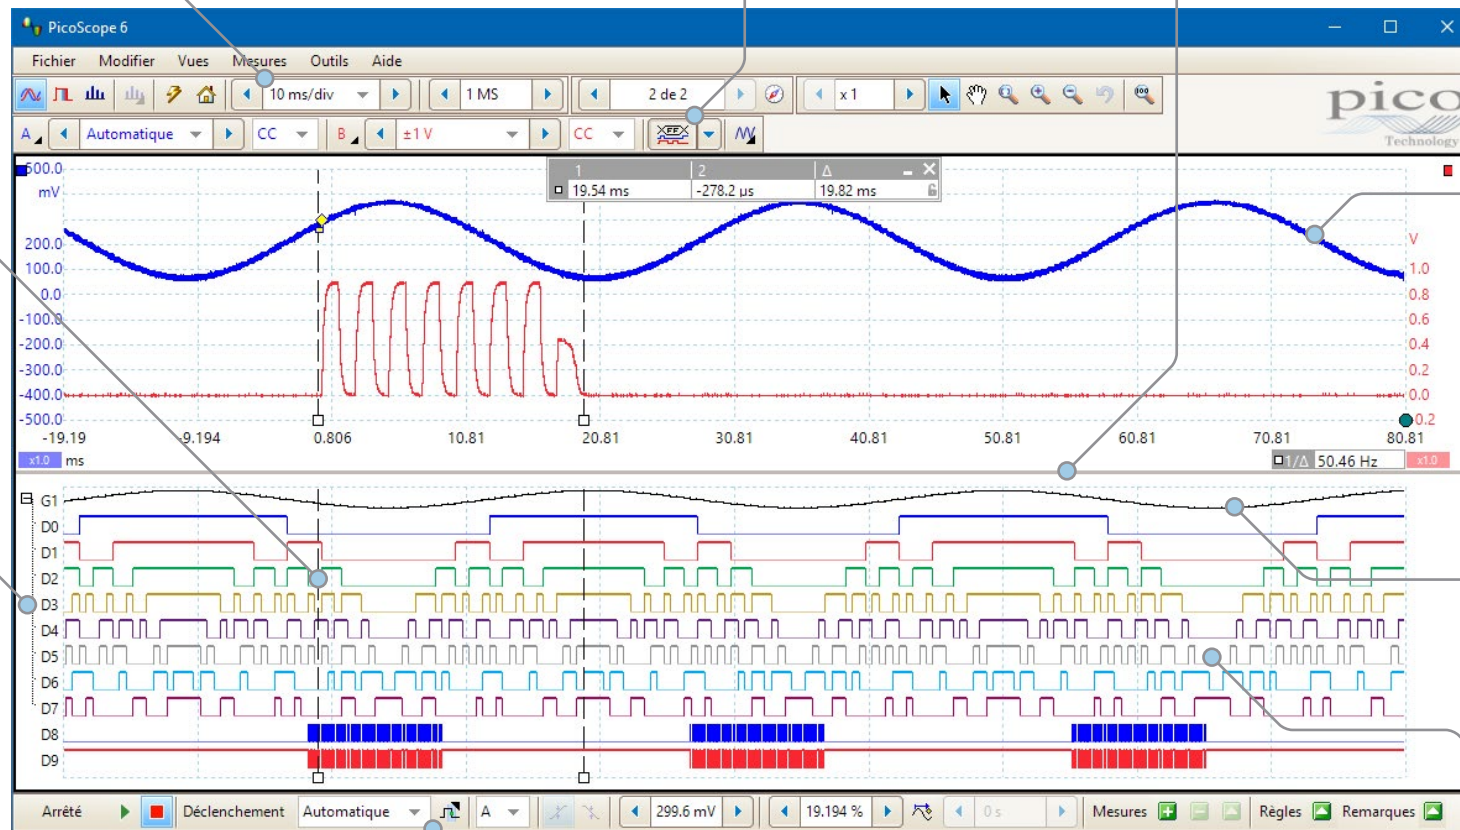 PicoScope 6
Fichier Modifier Vues Mesures Outils Aide
10 ms/div 1 MS 2 de 2 x 1
A Automatique CC B ±1 V CC
pico
Technology
1 2 Δ
19.54 ms -278.2 µs 19.82 ms
500.0
mV
200.0
100.0
0.0
-100.0
-200.0
-300.0
-400.0
-500.0
V
1.0
0.8
0.6
0.4
0.2
0.0
0.2
-19.19 -9.194 0.806 10.81 20.81 30.81 40.81 50.81 60.81 70.81 80.81
x1.0 ms 1/Δ 50.46 Hz x1.0
G1
D0
D1
D2
D3
D4
D5
D6
D7
D8
D9
Arrêté Déclenchement Automatique A 299.6 mV 19.194 % 0 s Mesures Règles Remarques